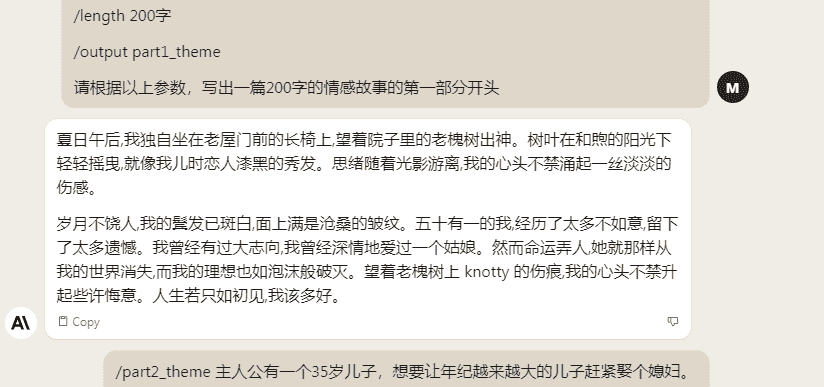 /length 200字
/output part1_theme
请根据以上参数，写出一篇200字的情感故事的第一部分开头
M
夏日午后,我独自坐在老屋门前的长椅上,望着院子里的老槐树出神。树叶在和煦的阳光下
轻轻摇曳,就像我儿时恋人漆黑的秀发。思绪随着光影游离,我的心头不禁涌起一丝淡淡的
伤感。
岁月不饶人,我的鬓发已斑白,面上满是沧桑的皱纹。五十有一的我,经历了太多不如意,留下
了太多遗憾。我曾经有过大志向,我曾经深情地爱过一个姑娘。然而命运弄人,她就那样从
我的世界消失,而我的理想也如泡沫般破灭。望着老槐树上 knotty 的伤痕,我的心头不禁升
起些许悔意。人生若只如初见,我该多好。
A\
Copy
/part2_theme 主人公有一个35岁儿子，想要让年纪越来越大的儿子赶紧娶个媳妇。